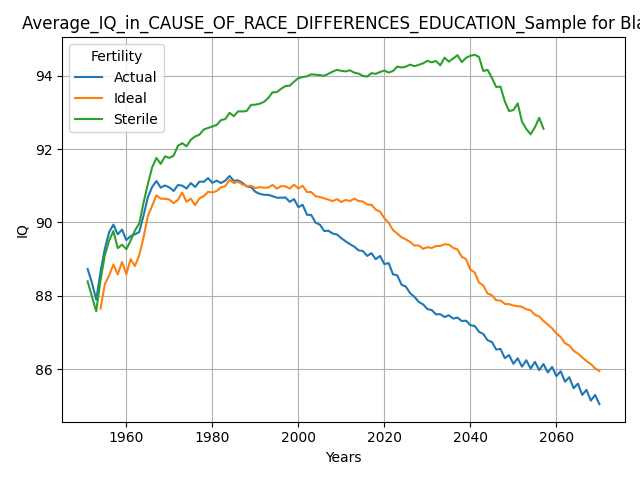 Average_IQ_in_CAUSE_OF_RACE_DIFFERENCES_EDUCATION_Sample for Bla
Fertility
Actual
Ideal
Sterile
94
92
90
88
86
IQ
1960 1980 2000 2020 2040 2060
Years